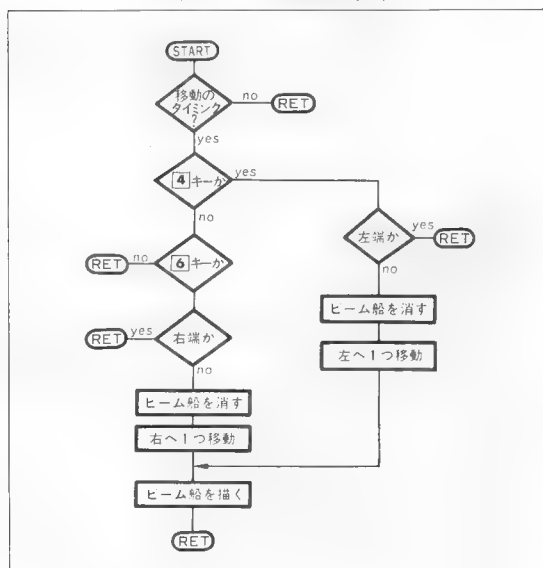 START
移動の
タイミング
?
no
RET
yes
4 キーか
yes
no
左端か
yes
RET
no
6 キーか
no
RET
右端か
yes
RET
no
ビーム船を消す
左へ1つ移動
ビーム船を消す
右へ1つ移動
ビーム船を描く
RET